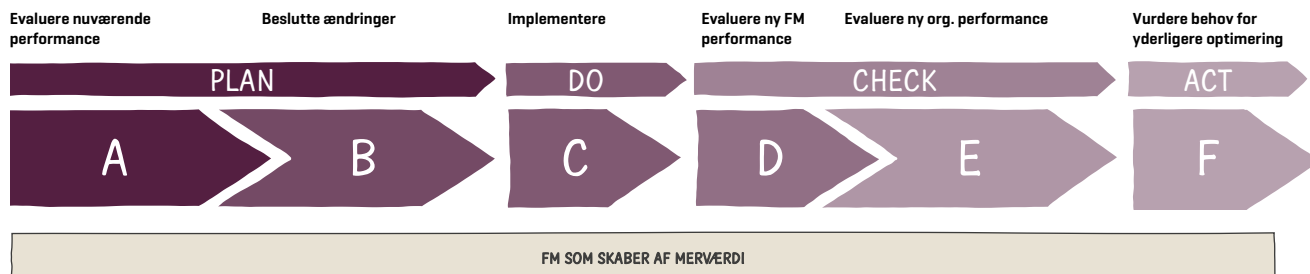 Evaluere nuværende
performance
Beslutte ændringer
Implementere
Evaluere ny FM
performance
Evaluere ny org. performance
Vurdere behov for
yderligere optimering
PLAN
DO
CHECK
ACT
A
B
C
D
E
F
FM SOM SKABER AF MERVÆRDI